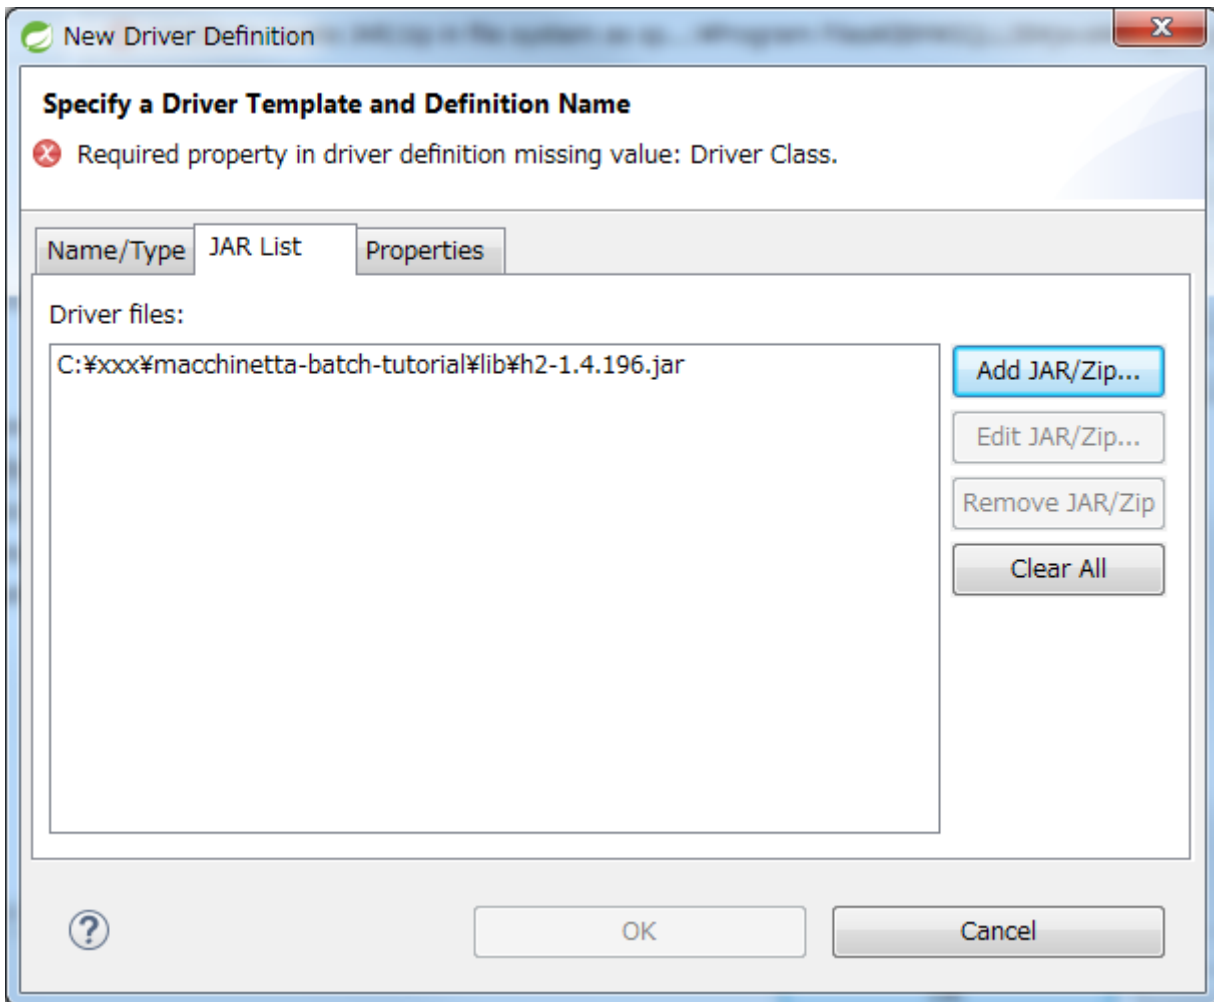 New Driver Definition
Specify a Driver Template and Definition Name
Required property in driver definition missing value: Driver Class.
Name/Type
JAR List
Properties
Driver files:
C:¥xxx¥macchinetta-batch-tutorial¥lib¥h2-1.4.196.jar
Add JAR/Zip...
Edit JAR/Zip...
Remove JAR/Zip
Clear All
OK
Cancel